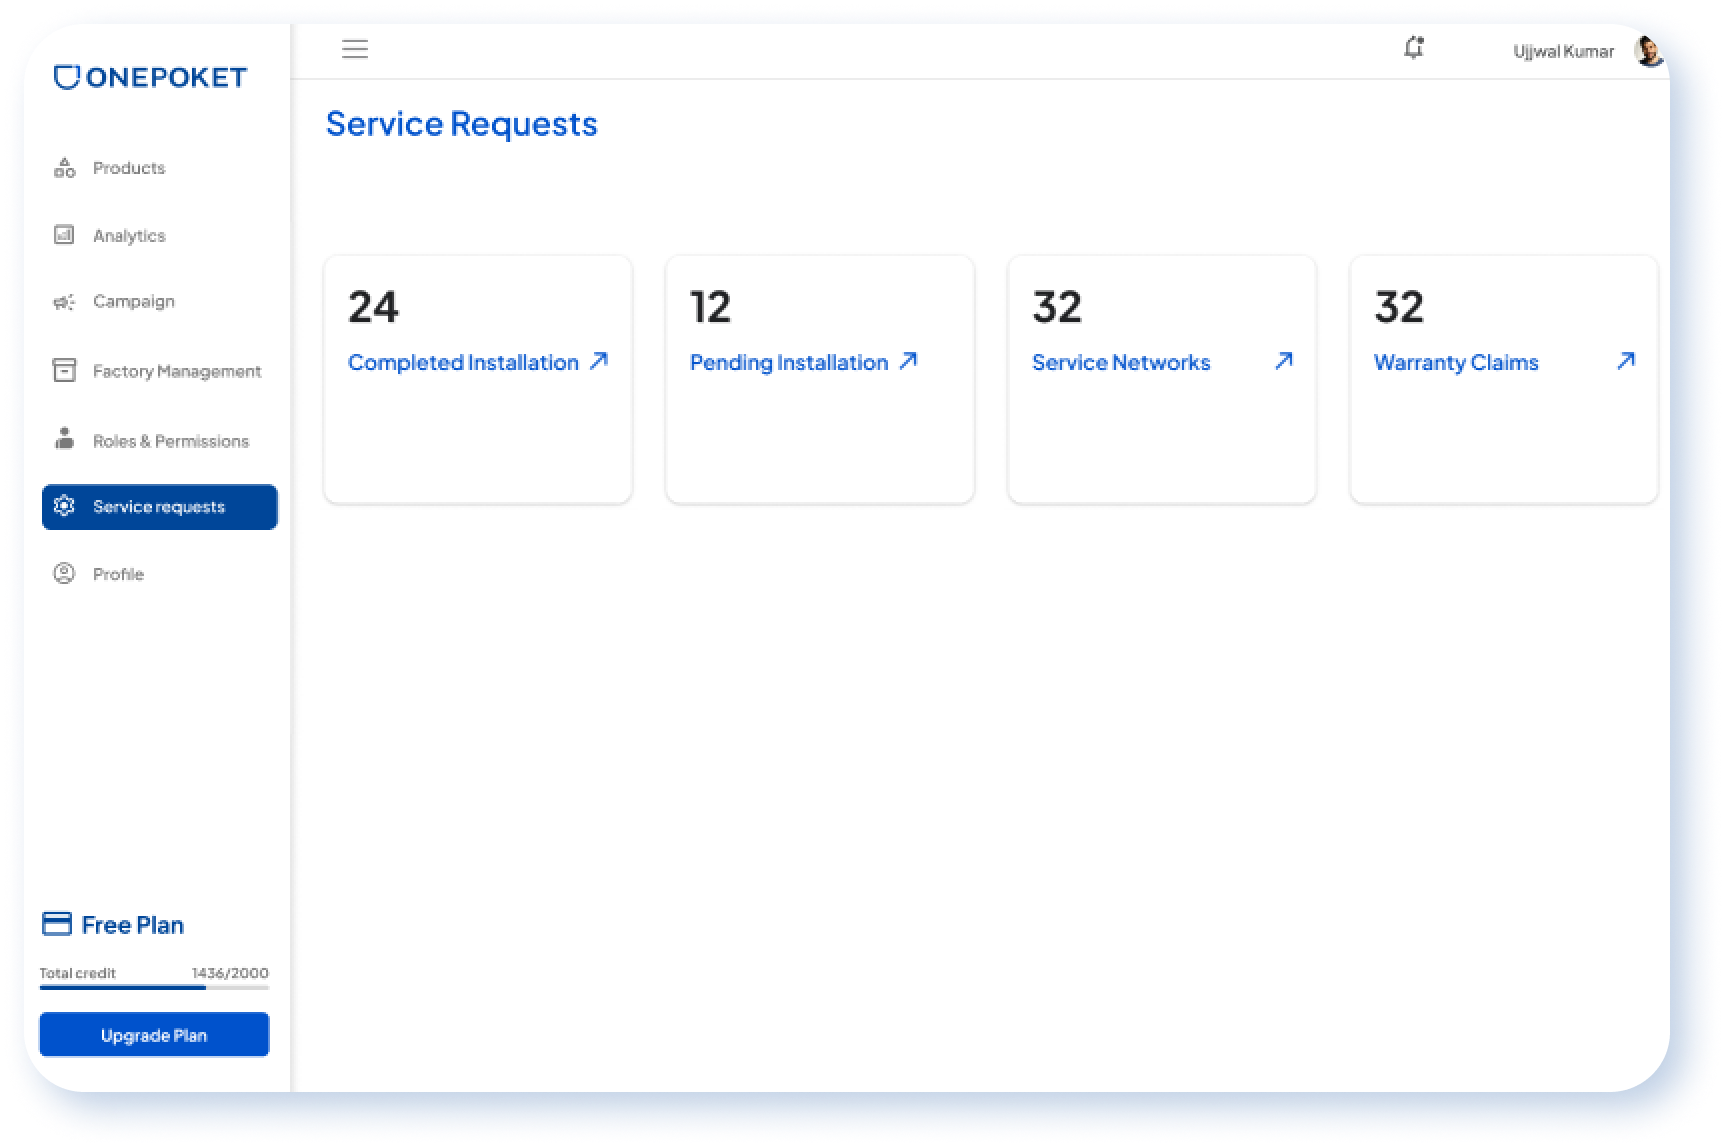 ONEPOKET
Products
Analytics
Campaign
Factory Management
Roles & Permissions
Service requests
Profile
Free Plan
Total credit 1436/2000
Upgrade Plan
Ujjwal Kumar
Service Requests
24
Completed Installation
12
Pending Installation
32
Service Networks
32
Warranty Claims